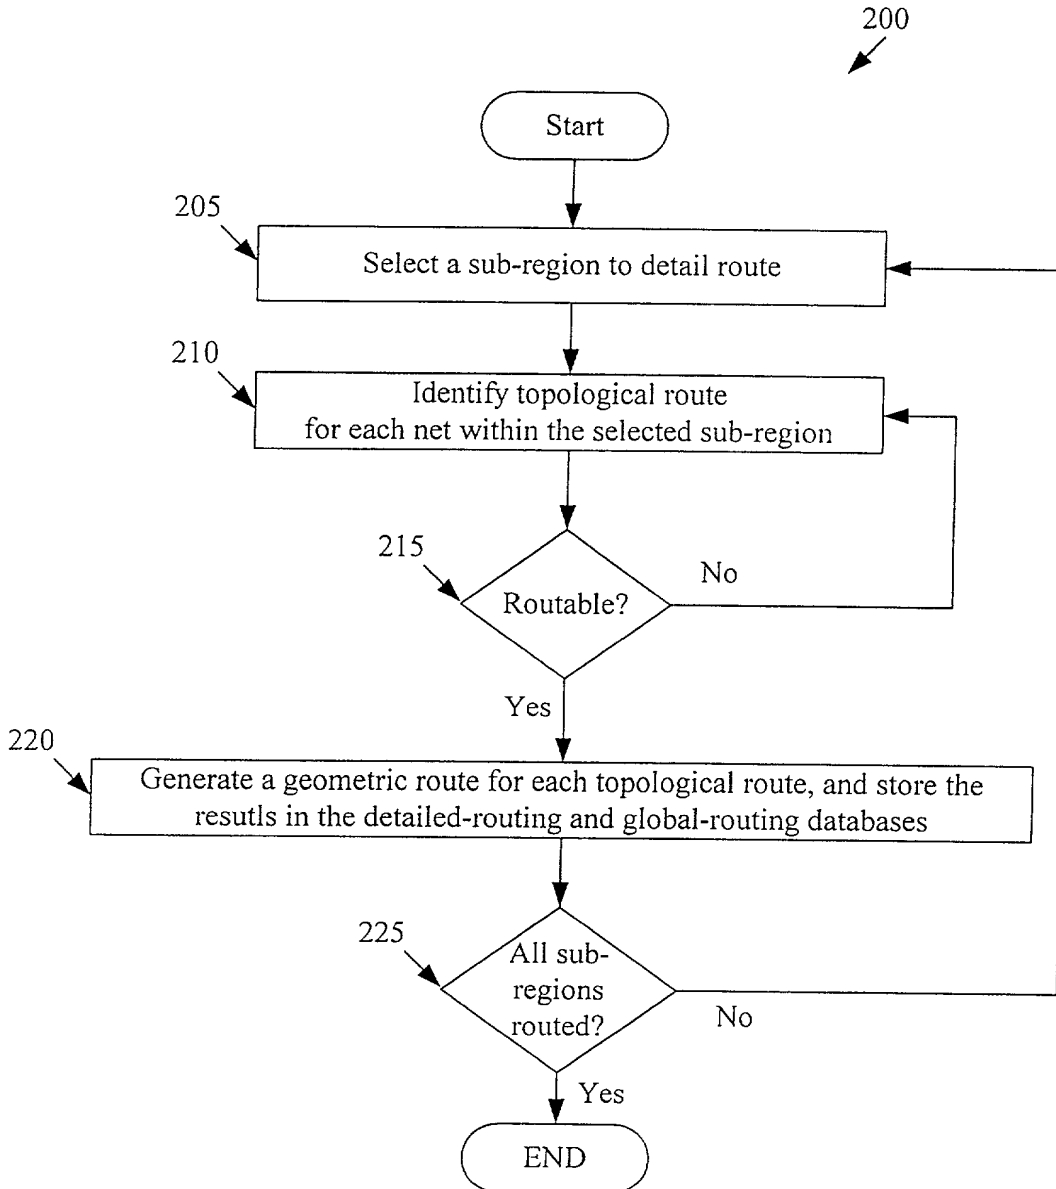 200
Start
205
Select a sub-region to detail route
210
Identify topological route
for each net within the selected sub-region
215
Routable?
No
Yes
220
Generate a geometric route for each topological route, and store the
resutls in the detailed-routing and global-routing databases
225
All sub-
regions
routed?
No
Yes
END